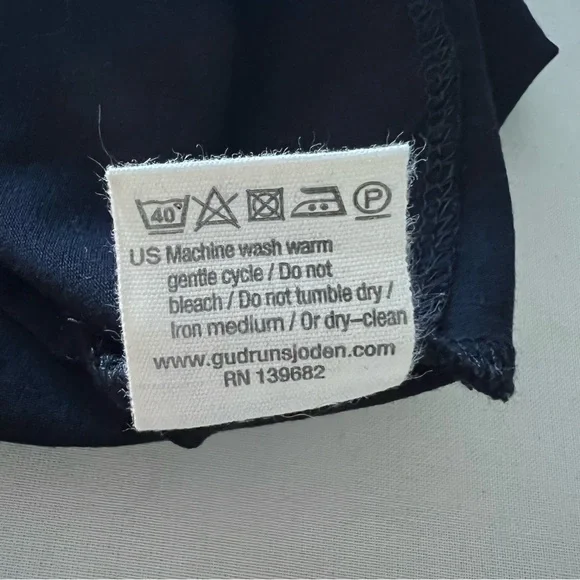 40° P
US Machine wash warm
gentle cycle / Do not
bleach / Do not tumble dry /
Iron medium / Or dry-clean
www.gudrunsjoden.com
RN 139682